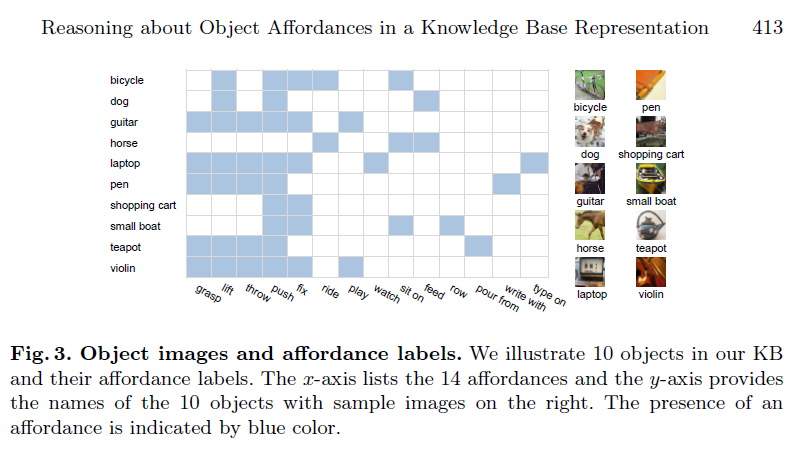 Reasoning about Object Affordances in a Knowledge Base Representation 413
bicycle
dog
guitar
horse
laptop
pen
shopping cart
small boat
teapot
violin
grasp
lift
throw
push
fix
ride
play
watch
sit on
feed
row
pour from
write with
type on
bicycle pen
dog shopping cart
guitar small boat
horse teapot
laptop violin
Fig. 3. Object images and affordance labels. We illustrate 10 objects in our KB
and their affordance labels. The x-axis lists the 14 affordances and the y-axis provides
the names of the 10 objects with sample images on the right. The presence of an
affordance is indicated by blue color.